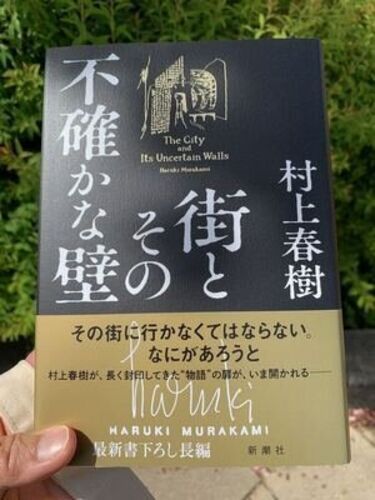 The City
and
Its Uncertain Walls
Haruki Murakami
村上春樹
街と
その
不確かな壁
その街に行かなくてはならない。
なにがあろうと
村上春樹が、長く封印してきた“物語”の扉が、いま開かれる——
Haruki
HARUKI MURAKAMI
最新書下ろし長編
新潮社